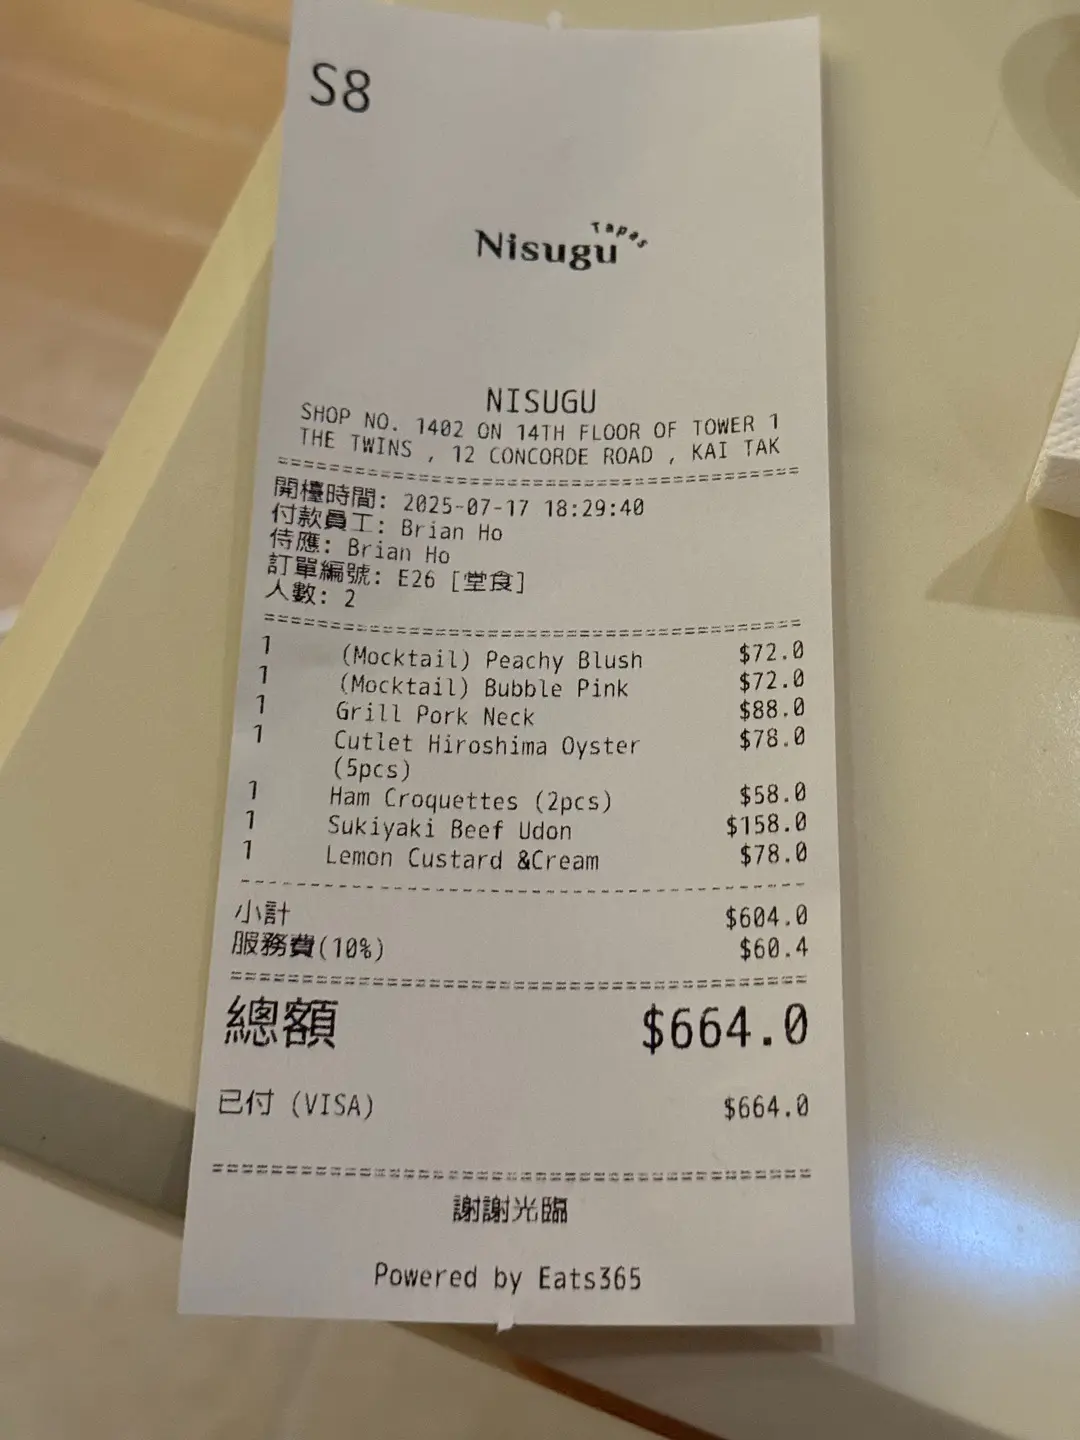 S8
Nisugu Tapas
NISUGU
SHOP NO. 1402 ON 14TH FLOOR OF TOWER 1
THE TWINS , 12 CONCORDE ROAD , KAI TAK
==========================================
開檯時間: 2025-07-17 18:29:40
付款員工: Brian Ho
侍應: Brian Ho
訂單編號: E26 [堂食]
人數: 2
==========================================
1 (Mocktail) Peachy Blush $72.0
1 (Mocktail) Bubble Pink $72.0
1 Grill Pork Neck $88.0
1 Cutlet Hiroshima Oyster $78.0
(5pcs)
1 Ham Croquettes (2pcs) $58.0
1 Sukiyaki Beef Udon $158.0
1 Lemon Custard &Cream $78.0
------------------------------------------
小計 $604.0
服務費(10%) $60.4
==========================================
總額 $664.0
已付 (VISA) $664.0
==========================================
謝謝光臨
Powered by Eats365